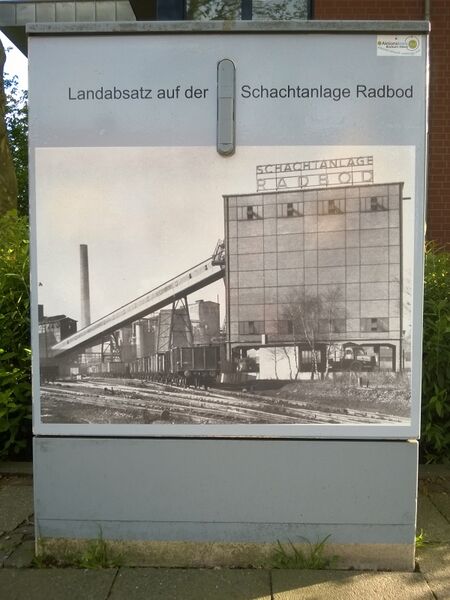 Landabsatz auf der Schachtanlage Radbod
SCHACHTANLAGE
RADBOD